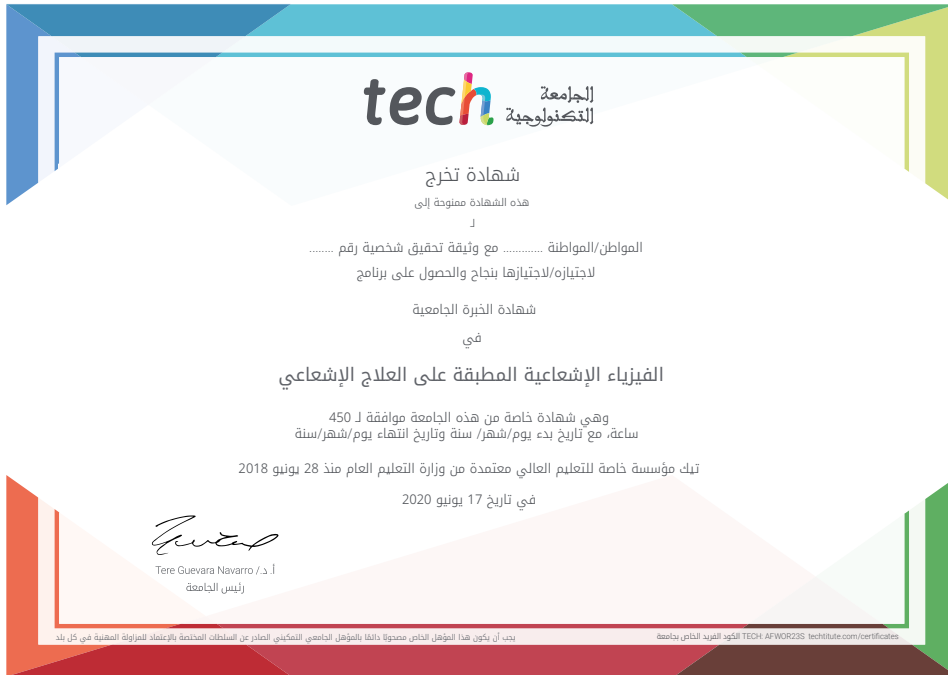 tech الجامعة التكنولوجية
شهادة تخرج
هذه الشهادة ممنوحة إلى
لـ
المواطن/المواطنة ............. مع وثيقة تحقيق شخصية رقم ........
لاجتيازه/لاجتيازها بنجاح والحصول على برنامج
شهادة الخبرة الجامعية
في
الفيزياء الإشعاعية المطبقة على العلاج الإشعاعي
وهي شهادة خاصة من هذه الجامعة موافقة لـ 450
ساعة، مع تاريخ بدء يوم/شهر/ سنة وتاريخ انتهاء يوم/شهر/سنة
تيك مؤسسة خاصة للتعليم العالي معتمدة من وزارة التعليم العام منذ 28 يونيو 2018
في تاريخ 17 يونيو 2020
أ. د./ Tere Guevara Navarro
رئيس الجامعة
يجب أن يكون هذا المؤهل الخاص مصحوبًا دائمًا بالمؤهل الجامعي التمكيني الصادر عن السلطات المختصة بالإعتماد للمزاولة المهنية في كل بلد
الكود الفريد الخاص بجامعة TECH: AFWOR23S techtitute.com/certificates